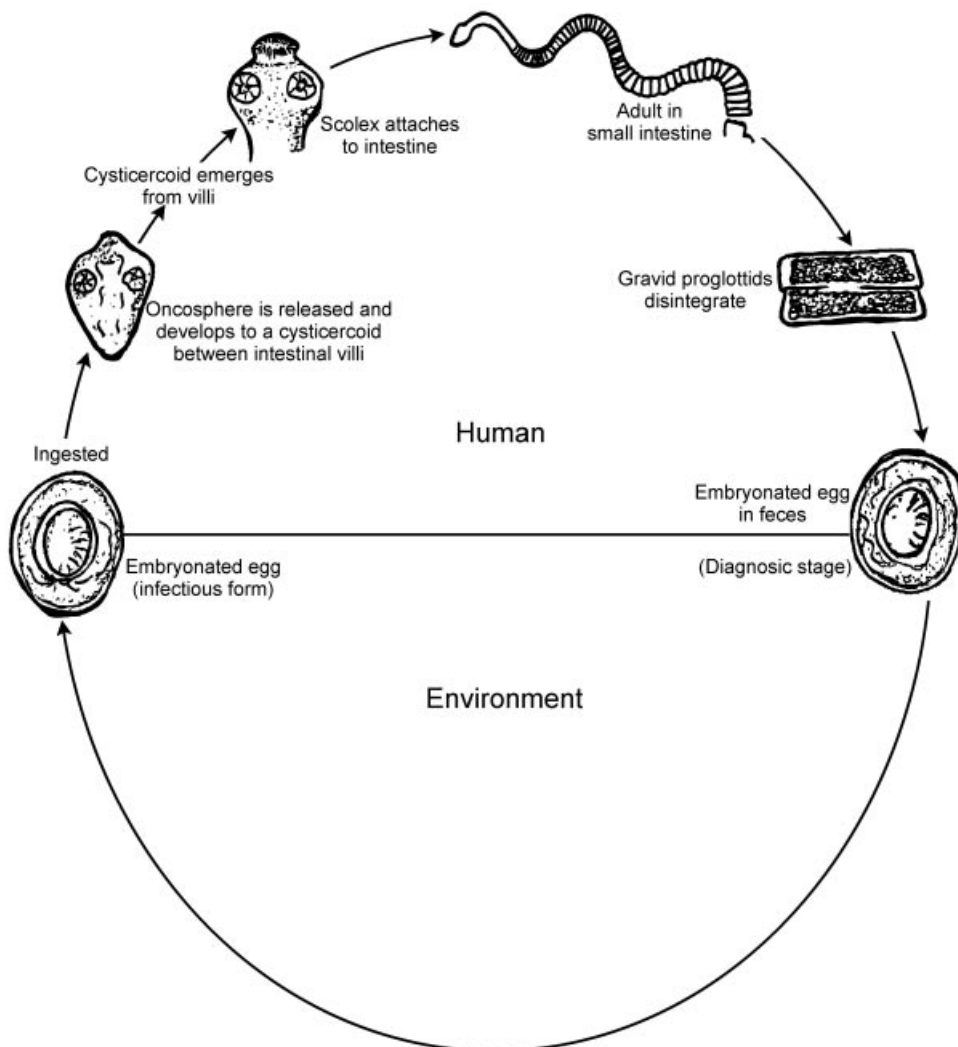 Scolex attaches
to intestine
Adult in
small intestine
Cysticercoid emerges
from villi
Gravid proglottids
disintegrate
Oncosphere is released and
develops to a cysticercoid
between intestinal villi
Human
Ingested
Embryonated egg
in feces
Embryonated egg
(infectious form)
(Diagnosic stage)
Environment